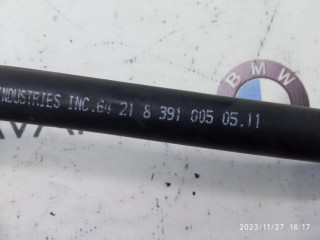 INDUSTRIES INC.64 21 8 391 005 05.11
BMW
2023/11/27 16:17